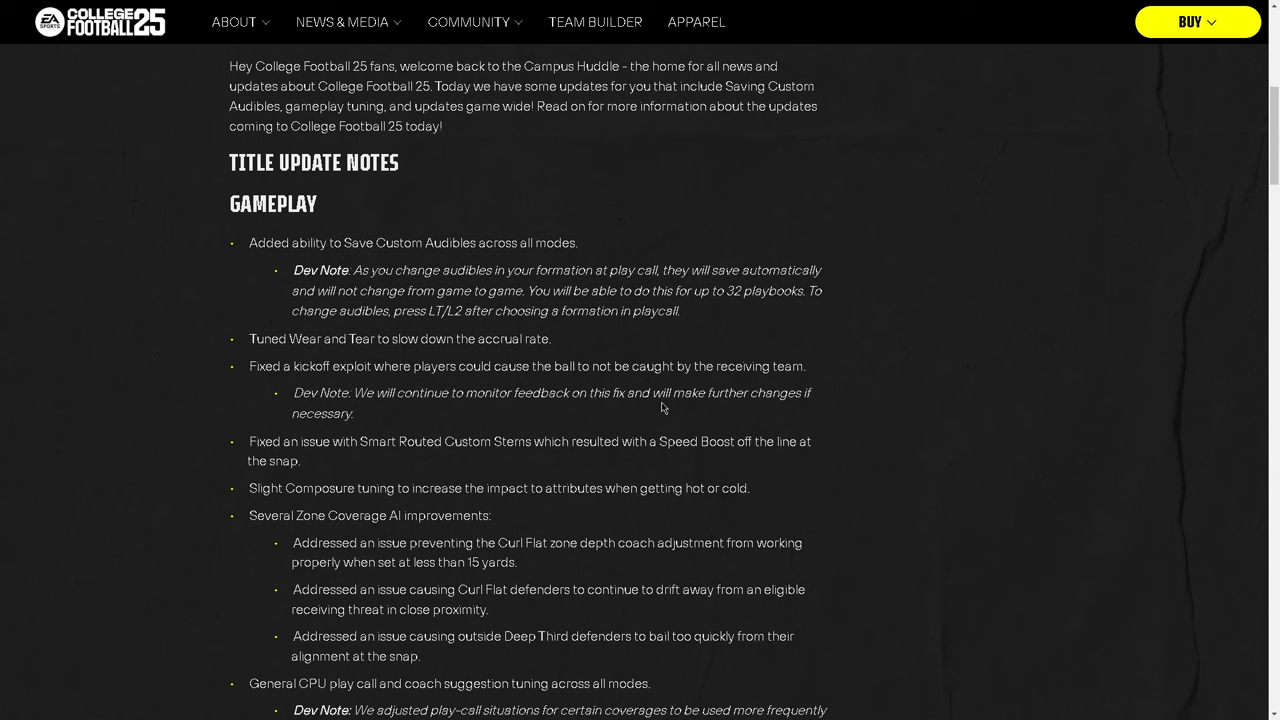 EA SPORTS COLLEGE FOOTBALL 25 ABOUT NEWS & MEDIA COMMUNITY TEAM BUILDER APPAREL BUY
Hey College Football 25 fans, welcome back to the Campus Huddle - the home for all news and
updates about College Football 25. Today we have some updates for you that include Saving Custom
Audibles, gameplay tuning, and updates game wide! Read on for more information about the updates
coming to College Football 25 today!
TITLE UPDATE NOTES
GAMEPLAY
• Added ability to Save Custom Audibles across all modes.
• Dev Note: As you change audibles in your formation at play call, they will save automatically
and will not change from game to game. You will be able to do this for up to 32 playbooks. To
change audibles, press LT/L2 after choosing a formation in playcall.
• Tuned Wear and Tear to slow down the accrual rate.
• Fixed a kickoff exploit where players could cause the ball to not be caught by the receiving team.
• Dev Note: We will continue to monitor feedback on this fix and will make further changes if
necessary.
• Fixed an issue with Smart Routed Custom Stems which resulted with a Speed Boost off the line at
the snap.
• Slight Composure tuning to increase the impact to attributes when getting hot or cold.
• Several Zone Coverage AI improvements:
• Addressed an issue preventing the Curl Flat zone depth coach adjustment from working
properly when set at less than 15 yards.
• Addressed an issue causing Curl Flat defenders to continue to drift away from an eligible
receiving threat in close proximity.
• Addressed an issue causing outside Deep Third defenders to bail too quickly from their
alignment at the snap.
• General CPU play call and coach suggestion tuning across all modes.
• Dev Note: We adjusted play-call situations for certain coverages to be used more frequently